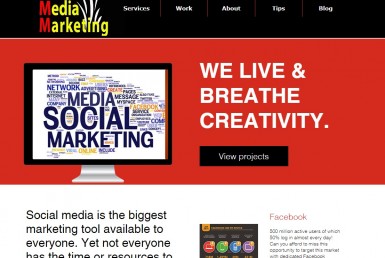 Media
Marketing
Services Work About Tips Blog
WE LIVE &
BREATHE
CREATIVITY.
View projects
NETWORK
MEDIA
SOCIAL
MARKETING
Social media is the biggest
marketing tool available to
everyone. Yet not everyone
has the time or resources to
Facebook
500 million active users of which
50% log in almost every day!
Can you afford to miss this
opportunity to target this market
with dedicated Facebook